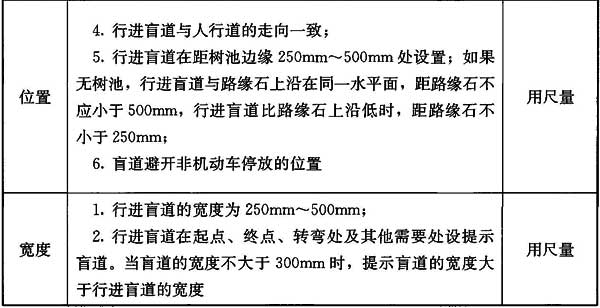 4. 行进盲道与人行道的走向一致；
5. 行进盲道在距树池边缘 250mm～500mm 处设置；如果
无树池，行进盲道与路缘石上沿在同一水平面，距路缘石不
位置
应小于 500mm，行进盲道比路缘石上沿低时，距路缘石不
用尺量
小于 250mm；
6. 盲道避开非机动车停放的位置
1. 行进盲道的宽度为 250mm～500mm；
2. 行进盲道在起点、终点、转弯处及其他需要处设提示
宽度
盲道。当盲道的宽度不大于 300mm 时，提示盲道的宽度大
用尺量
于行进盲道的宽度